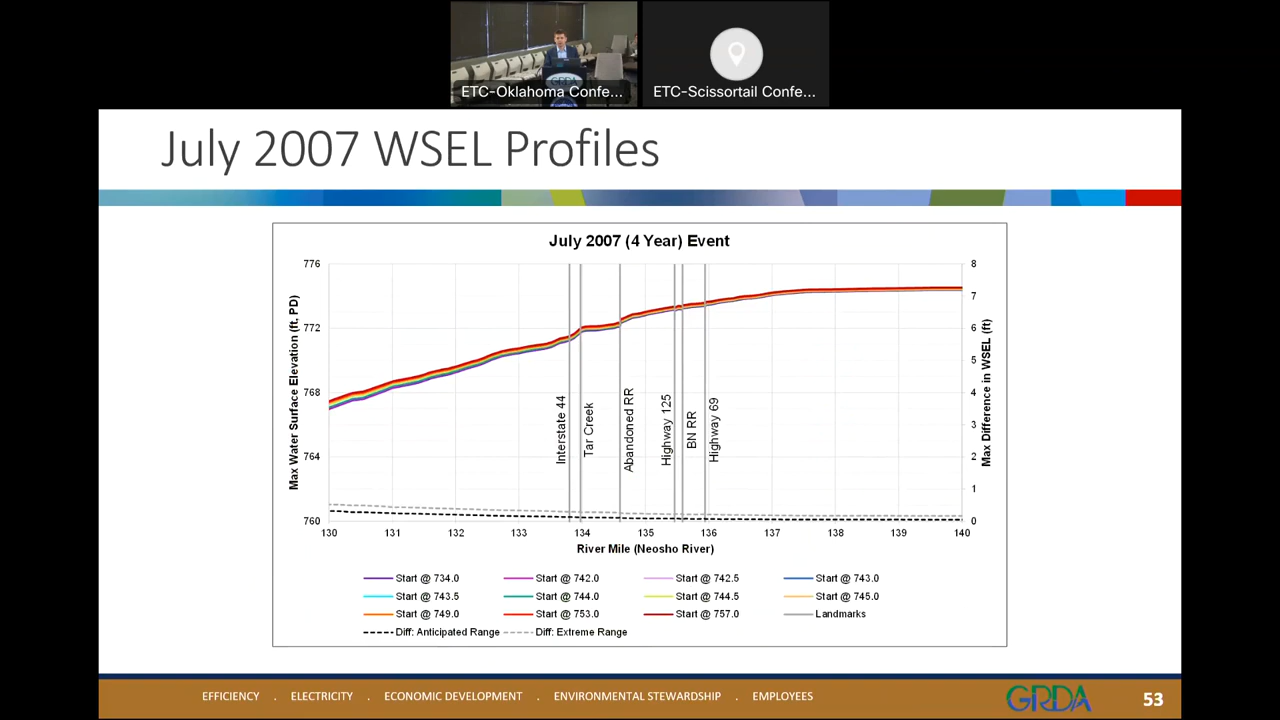 ETC-Oklahoma Confe...
ETC-Scissortail Confe...
GRDA
July 2007 WSEL Profiles
July 2007 (4 Year) Event
Max Water Surface Elevation (ft, PD)
776
772
768
764
760
8
7
6
5
4
3
2
1
0
Max Difference in WSEL (ft)
Interstate 44
Tar Creek
Abandoned RR
Highway 125
BN RR
Highway 69
130 131 132 133 134 135 136 137 138 139 140
River Mile (Neosho River)
Start @ 734.0 Start @ 742.0 Start @ 742.5 Start @ 743.0
Start @ 743.5 Start @ 744.0 Start @ 744.5 Start @ 745.0
Start @ 749.0 Start @ 753.0 Start @ 757.0 Landmarks
Diff: Anticipated Range Diff: Extreme Range
EFFICIENCY . ELECTRICITY . ECONOMIC DEVELOPMENT . ENVIRONMENTAL STEWARDSHIP . EMPLOYEES
GRDA
53